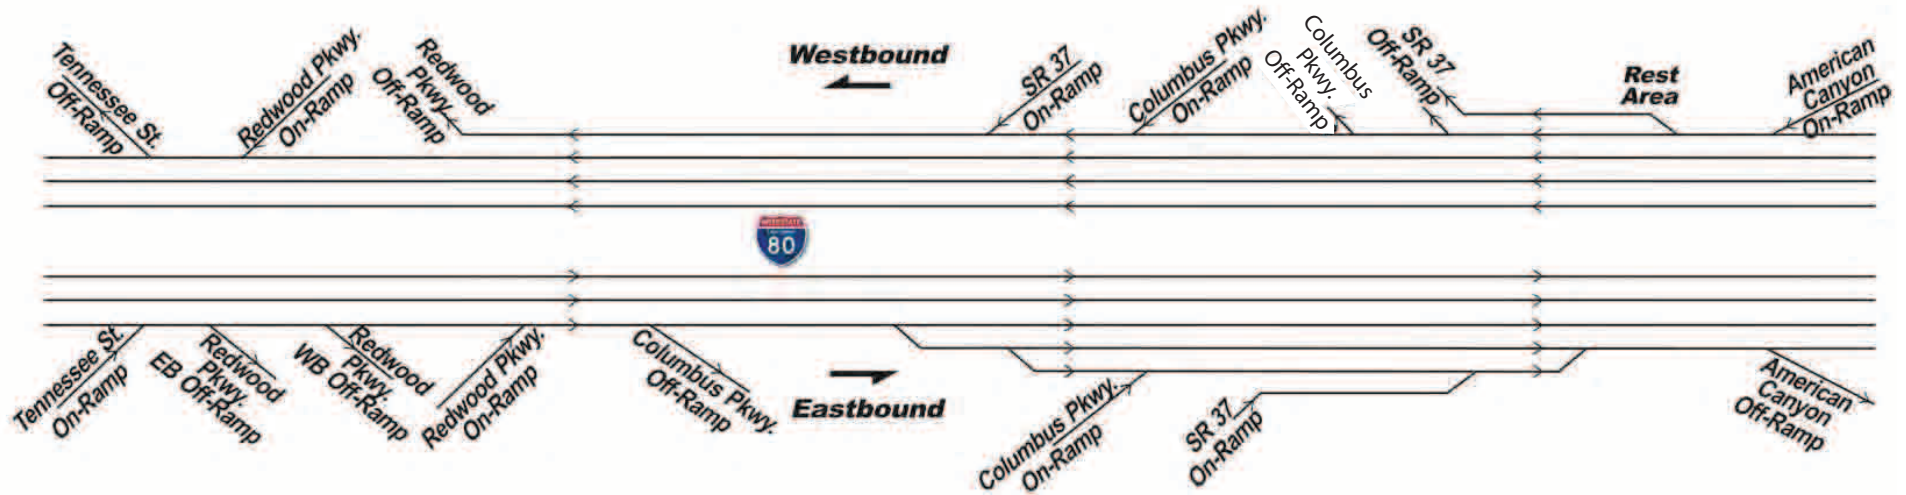 Tennessee St.
Off-Ramp
Redwood Pkwy.
On-Ramp
Redwood
Pkwy.
Off-Ramp
Westbound
SR 37
On-Ramp
Columbus Pkwy.
On-Ramp
Columbus
Pkwy.
Off-Ramp
SR 37
Off-Ramp
Rest
Area
American
Canyon
On-Ramp
INTERSTATE
80
Tennessee St.
On-Ramp
Redwood
Pkwy.
EB Off-Ramp
Redwood
Pkwy.
WB Off-Ramp
Redwood Pkwy.
On-Ramp
Columbus Pkwy.
Off-Ramp
Eastbound
Columbus Pkwy.
On-Ramp
SR 37
On-Ramp
American
Canyon
Off-Ramp